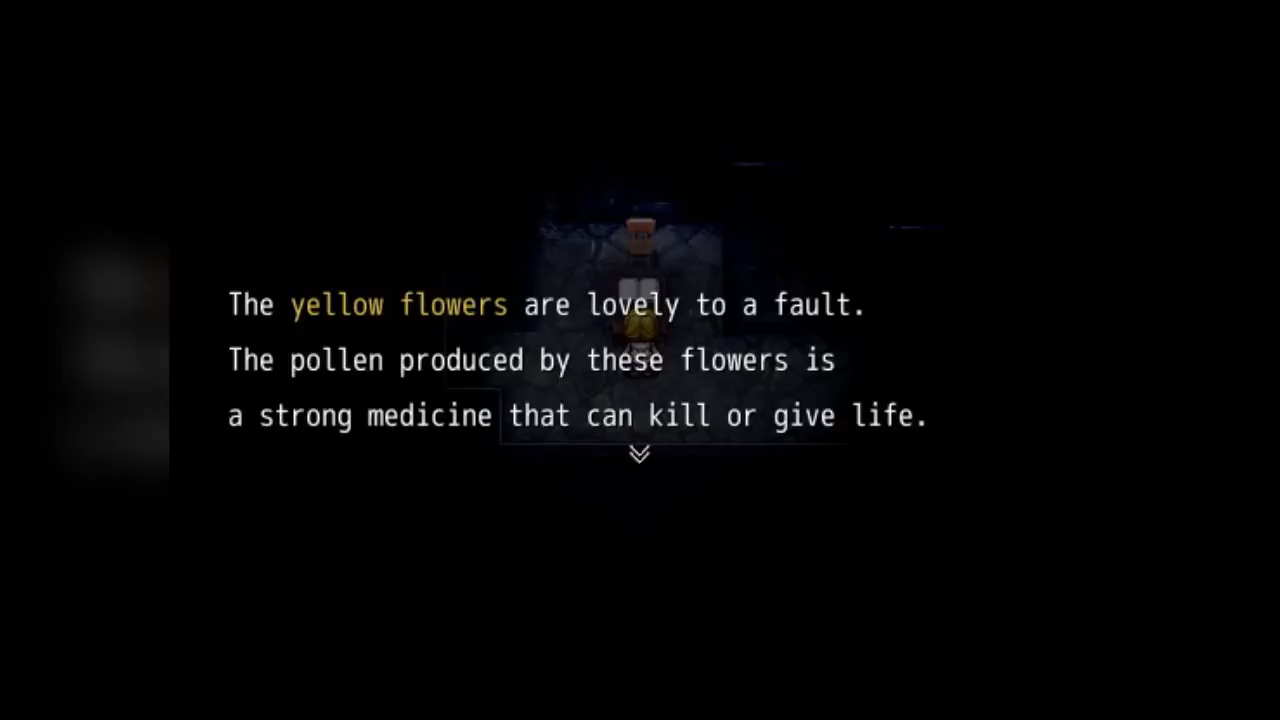 The yellow flowers are lovely to a fault.
The pollen produced by these flowers is
a strong medicine that can kill or give life.